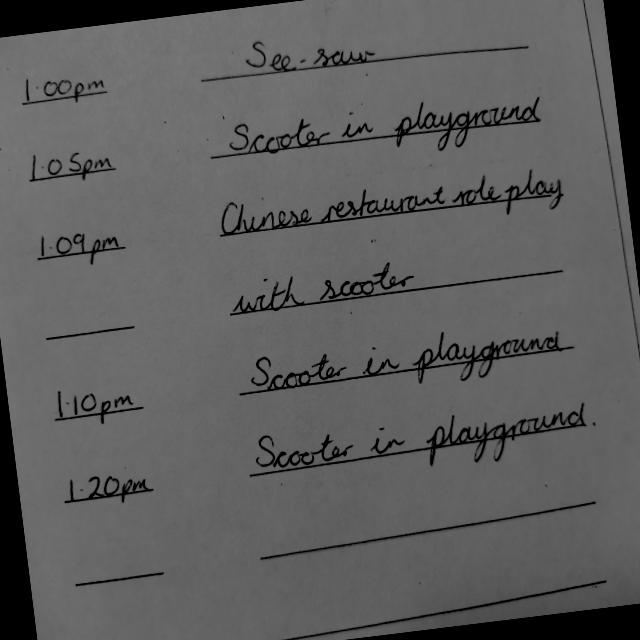 1.00pm See-saw
1.05pm Scooter in playground
1.09pm Chinese restaurant role play
with scooter
1.10pm Scooter in playground
1.20pm Scooter in playground.